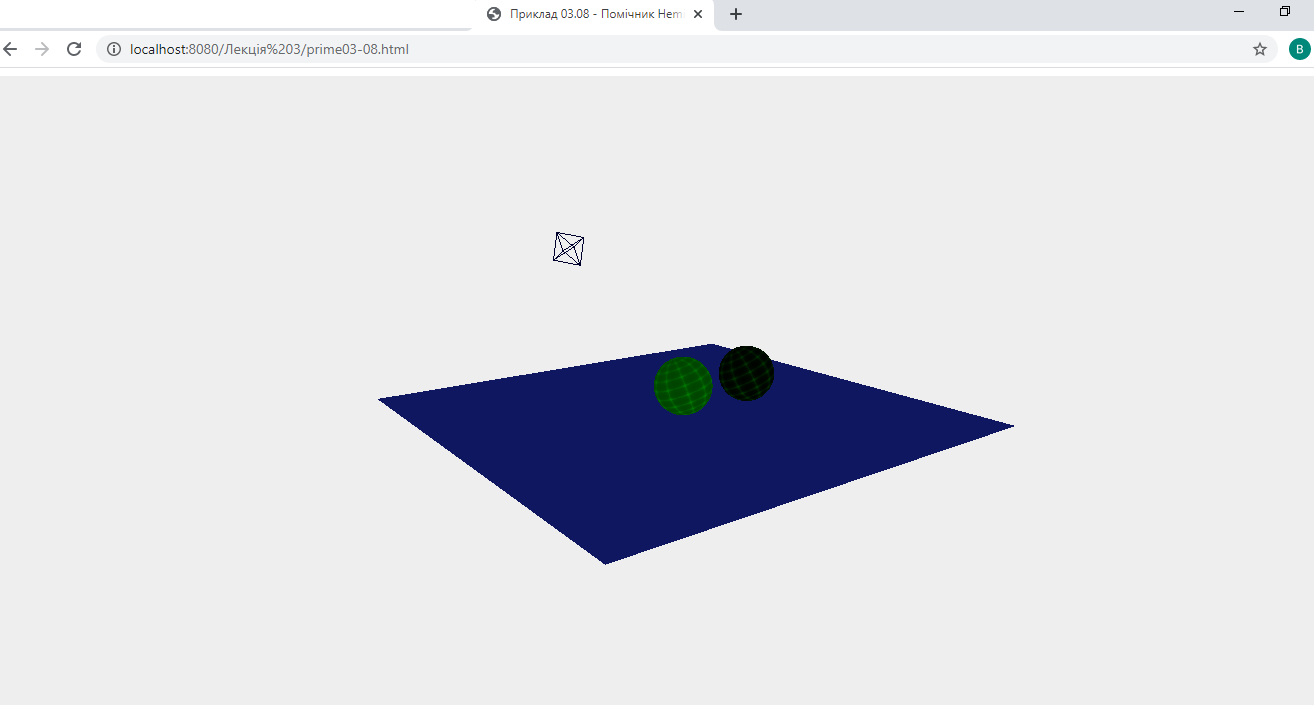 Приклад 03.08 - Помічник Hem
localhost:8080/Лекція%203/prime03-08.html
B